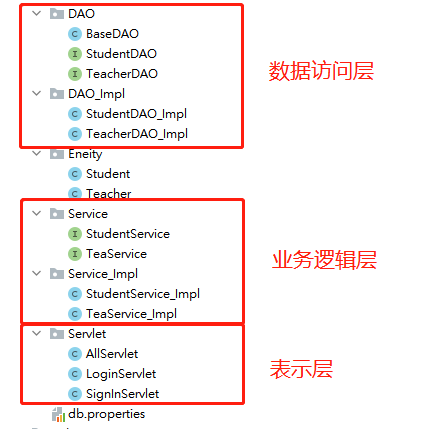 DAO
BaseDAO
StudentDAO
TeacherDAO
数据访问层
DAO_Impl
StudentDAO_Impl
TeacherDAO_Impl
Eneity
Student
Teacher
Service
StudentService
TeaService
业务逻辑层
Service_Impl
StudentService_Impl
TeaService_Impl
Servlet
AllServlet
LoginServlet
表示层
SignInServlet
db.properties